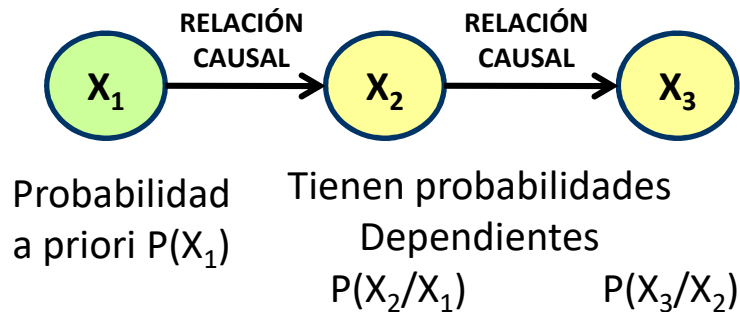 RELACIÓN
CAUSAL
RELACIÓN
CAUSAL
X₁
X₂
X₃
Probabilidad
a priori P(X₁)
Tienen probabilidades
Dependientes
P(X₂/X₁)
P(X₃/X₂)